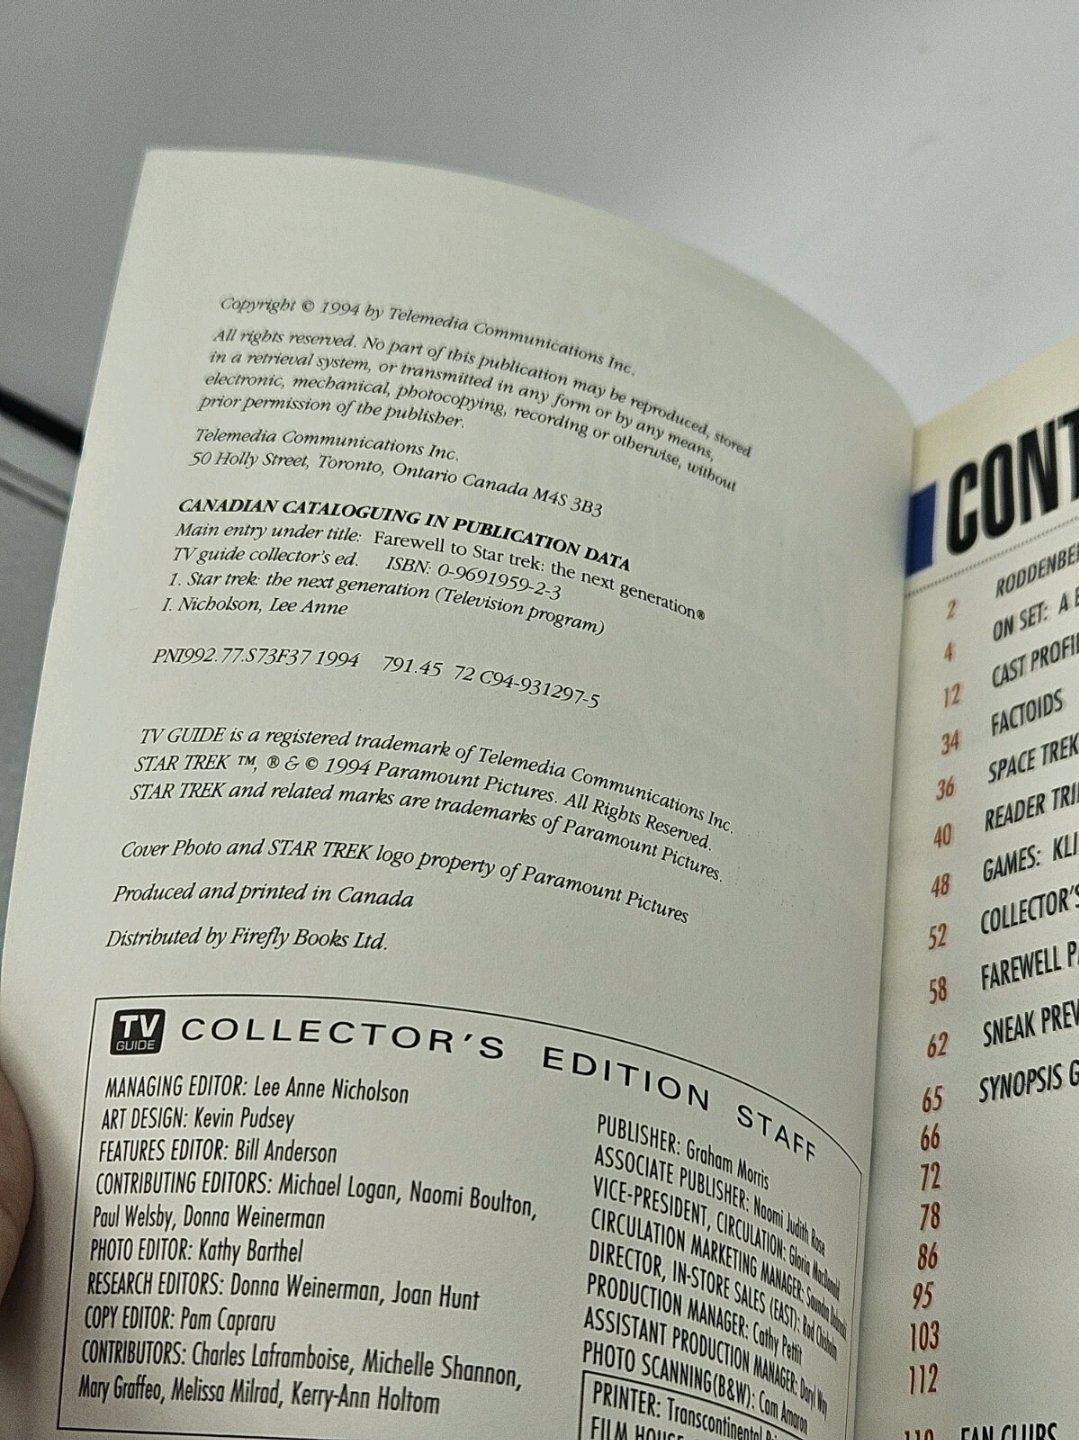 Copyright © 1994 by Telemedia Communications Inc.
All rights reserved. No part of this publication may be reproduced, stored
in a retrieval system, or transmitted in any form or by any means,
electronic, mechanical, photocopying, recording or otherwise, without
prior permission of the publisher.
Telemedia Communications Inc.
50 Holly Street, Toronto, Ontario Canada M4S 3B3
CANADIAN CATALOGUING IN PUBLICATION DATA
Main entry under title: Farewell to Star trek: the next generation®
TV guide collector's ed. ISBN: 0-9691959-2-3
1. Star trek: the next generation (Television program)
I. Nicholson, Lee Anne
PN1992.77.S73F37 1994 791.45 72 C94-931297-5
TV GUIDE is a registered trademark of Telemedia Communications Inc.
STAR TREK ™, ® & © 1994 Paramount Pictures. All Rights Reserved.
STAR TREK and related marks are trademarks of Paramount Pictures.
Cover Photo and STAR TREK logo property of Paramount Pictures
Produced and printed in Canada
Distributed by Firefly Books Ltd.
TV GUIDE COLLECTOR'S EDITION STAFF
MANAGING EDITOR: Lee Anne Nicholson
ART DESIGN: Kevin Pudsey
FEATURES EDITOR: Bill Anderson
CONTRIBUTING EDITORS: Michael Logan, Naomi Boulton,
Paul Welsby, Donna Weinerman
PHOTO EDITOR: Kathy Barthel
RESEARCH EDITORS: Donna Weinerman, Joan Hunt
COPY EDITOR: Pam Capraru
CONTRIBUTORS: Charles Laframboise, Michelle Shannon,
Mary Graffeo, Melissa Milrad, Kerry-Ann Holtom
PUBLISHER: Graham Morris
ASSOCIATE PUBLISHER: Naomi Judith Rose
VICE-PRESIDENT, CIRCULATION: Gloria MacDonald
CIRCULATION MARKETING MANAGER: Saundra
DIRECTOR, IN-STORE SALES (EAST): Rod Chisholm
PRODUCTION MANAGER: Cathy Pettit
ASSISTANT PRODUCTION MANAGER: Daryl Way
PHOTO SCANNING(B&W): Cam Amaron
PRINTER: Transcontinental
FILM
CONT
2 RODDENBE
4 ON SET: A B
12 CAST PROFI
34 FACTOIDS
36 SPACE TREK
40 READER TRI
48 GAMES: KLI
52 COLLECTOR'S
58 FAREWELL P
62 SNEAK PREV
65 SYNOPSIS G
66
72
78
86
95
103
112
FAN CLUBS